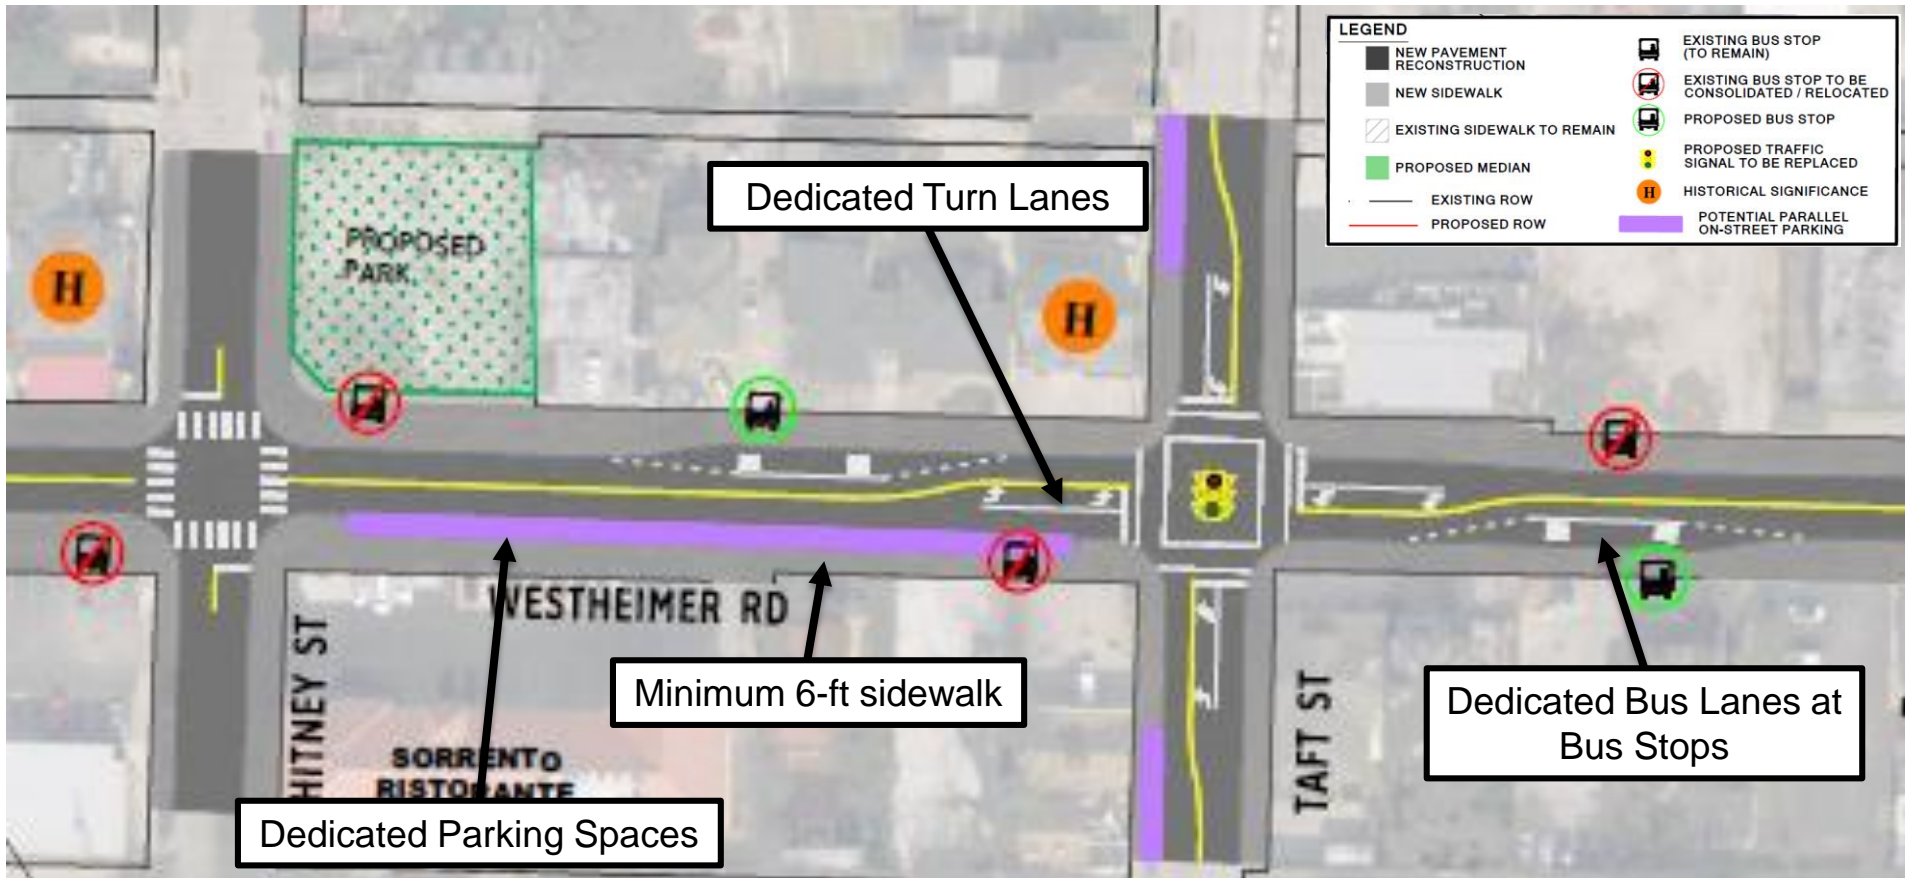 LEGEND
NEW PAVEMENT
RECONSTRUCTION
NEW SIDEWALK
EXISTING SIDEWALK TO REMAIN
PROPOSED MEDIAN
EXISTING ROW
PROPOSED ROW
EXISTING BUS STOP
(TO REMAIN)
EXISTING BUS STOP TO BE
CONSOLIDATED / RELOCATED
PROPOSED BUS STOP
PROPOSED TRAFFIC
SIGNAL TO BE REPLACED
H HISTORICAL SIGNIFICANCE
POTENTIAL PARALLEL
ON-STREET PARKING
Dedicated Turn Lanes
PROPOSED
PARK
H
H
WESTHEIMER RD
HITNEY ST
Minimum 6-ft sidewalk
TAFT ST
Dedicated Bus Lanes at
Bus Stops
SORRENTO
RISTORANTE
Dedicated Parking Spaces